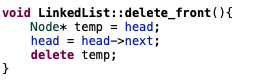 void LinkedList::delete_front(){
    Node* temp = head;
    head = head->next;
    delete temp;
}